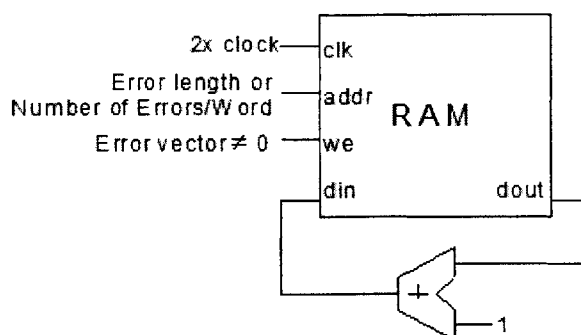 2x clock
clk
Error length or
Number of Errors/Word
addr
RAM
Error vector ≠ 0
we
din
dout
+
1